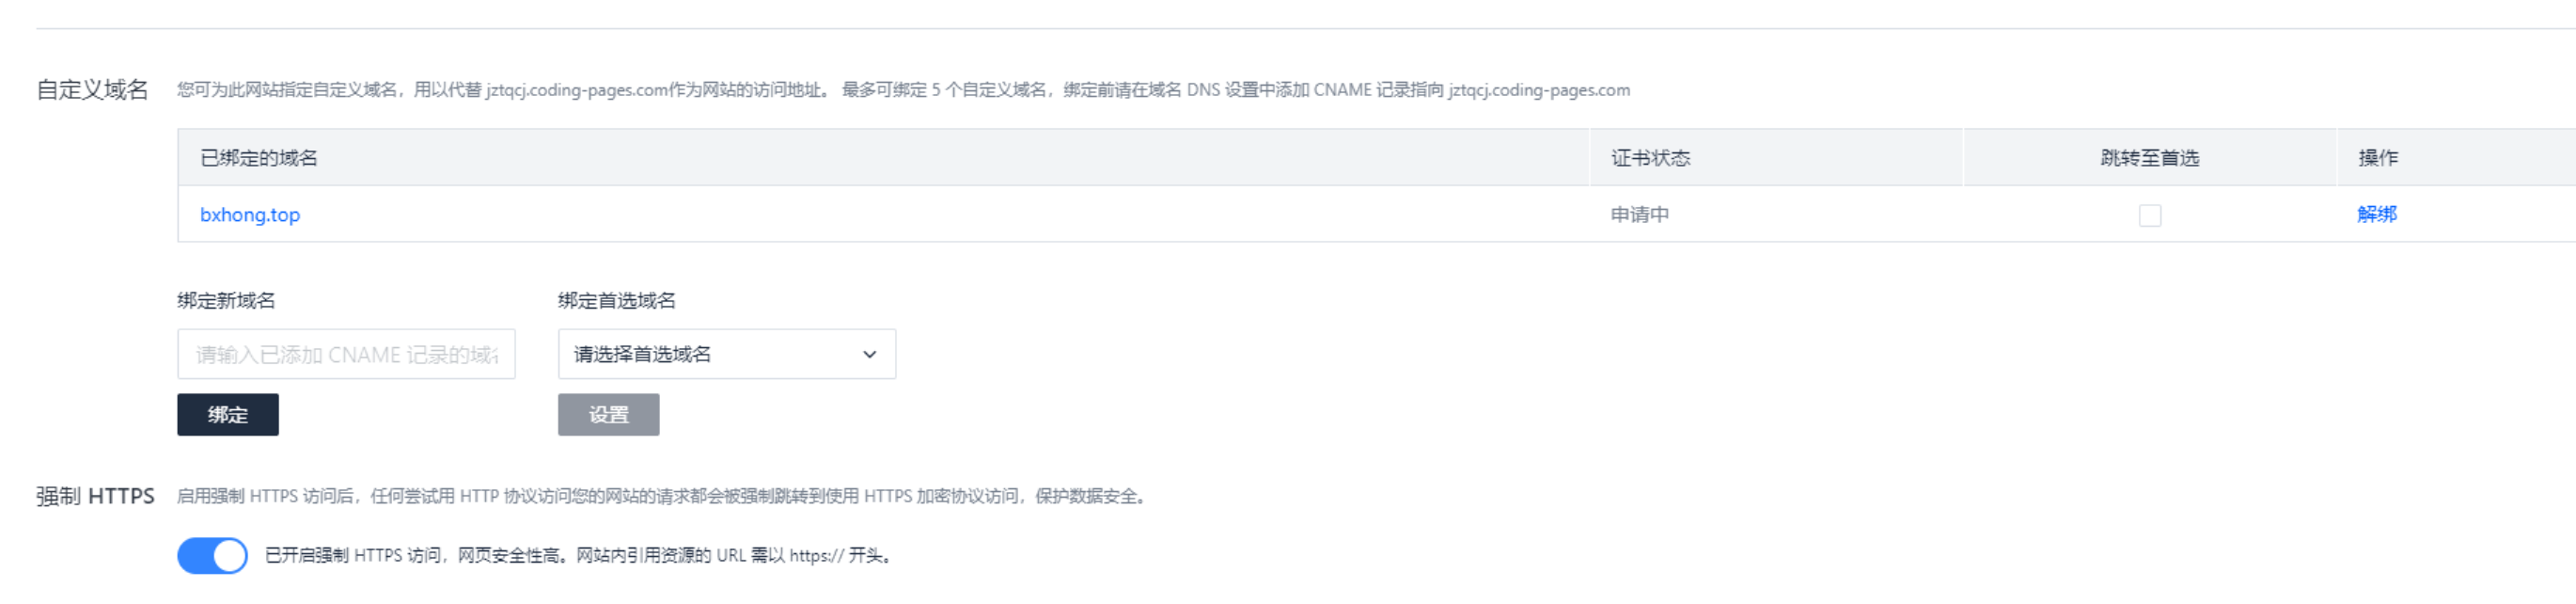 自定义域名 您可为此网站指定自定义域名，用以代替 jztqcj.coding-pages.com作为网站的访问地址。 最多可绑定 5 个自定义域名，绑定前请在域名 DNS 设置中添加 CNAME 记录指向 jztqcj.coding-pages.com
已绑定的域名 证书状态 跳转至首选 操作
bxhong.top 申请中 解绑
绑定新域名 绑定首选域名
请输入已添加 CNAME 记录的域 请选择首选域名
绑定 设置
强制 HTTPS 启用强制 HTTPS 访问后，任何尝试用 HTTP 协议访问您的网站的请求都会被强制跳转到使用 HTTPS 加密协议访问，保护数据安全。
已开启强制 HTTPS 访问，网页安全性高。网站内引用资源的 URL 需以 https:// 开头。